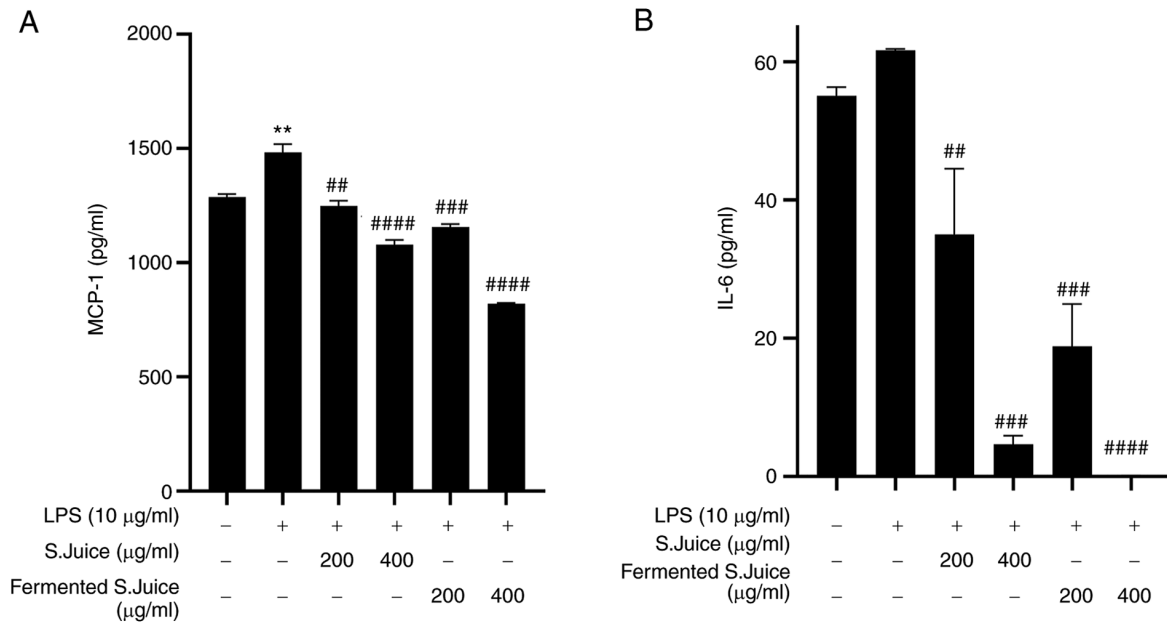 A
2000
1500
1000
500
0
MCP-1 (pg/ml)
**
##
####
###
####
LPS (10 μg/ml) – + + + + +
S.Juice (μg/ml) – – 200 400 – –
Fermented S.Juice – – – – 200 400
(μg/ml)
B
60
40
20
0
IL-6 (pg/ml)
##
###
###
####
LPS (10 μg/ml) – + + + + +
S.Juice (μg/ml) – – 200 400 – –
Fermented S.Juice – – – – 200 400
(μg/ml)